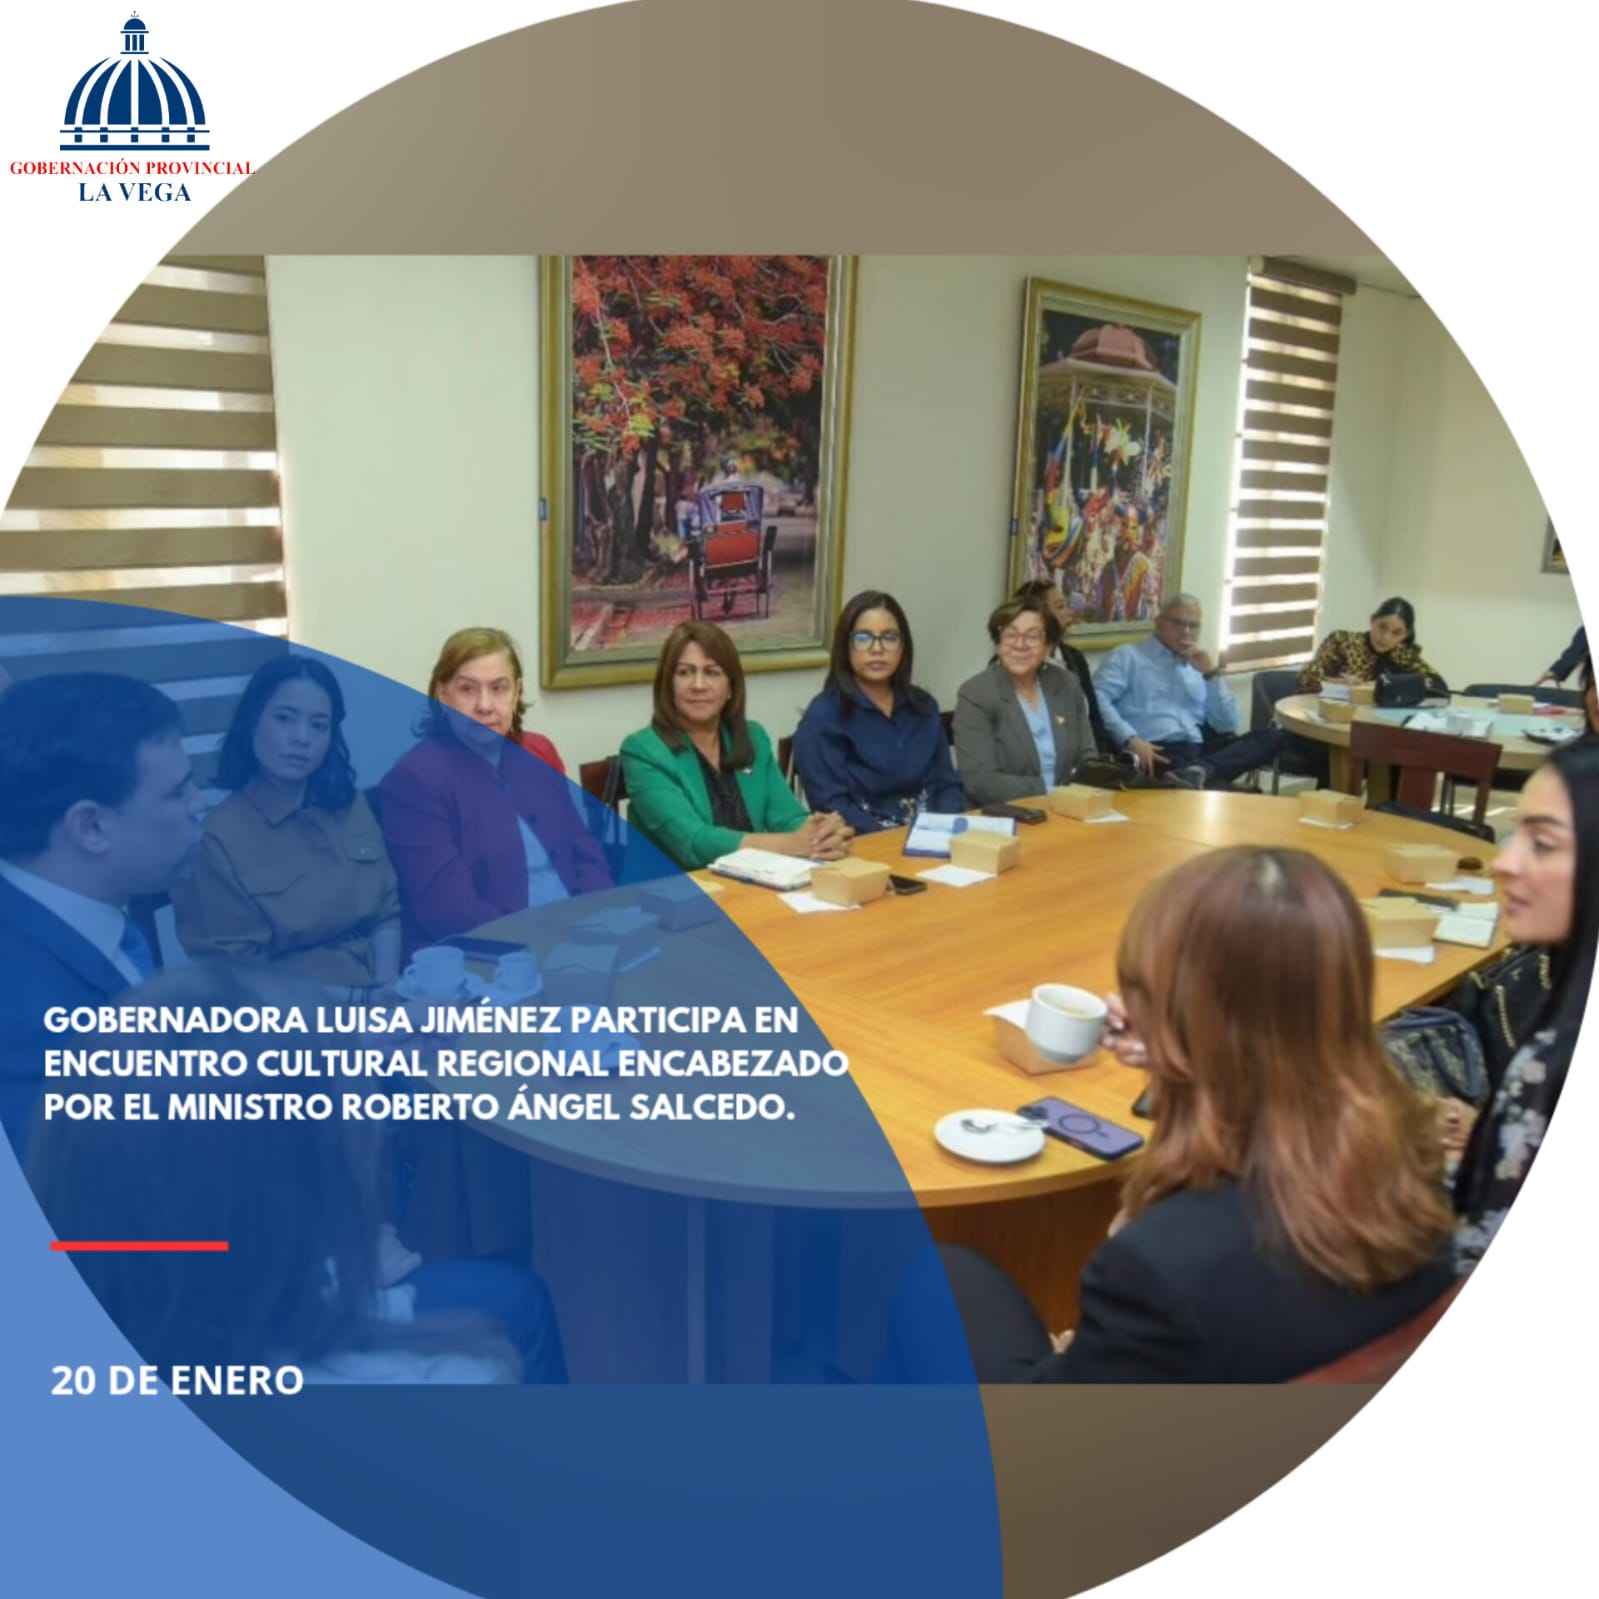 GOBERNACIÓN PROVINCIAL
LA VEGA
GOBERNADORA LUISA JIMÉNEZ PARTICIPA EN
ENCUENTRO CULTURAL REGIONAL ENCABEZADO
POR EL MINISTRO ROBERTO ÁNGEL SALCEDO.
20 DE ENERO